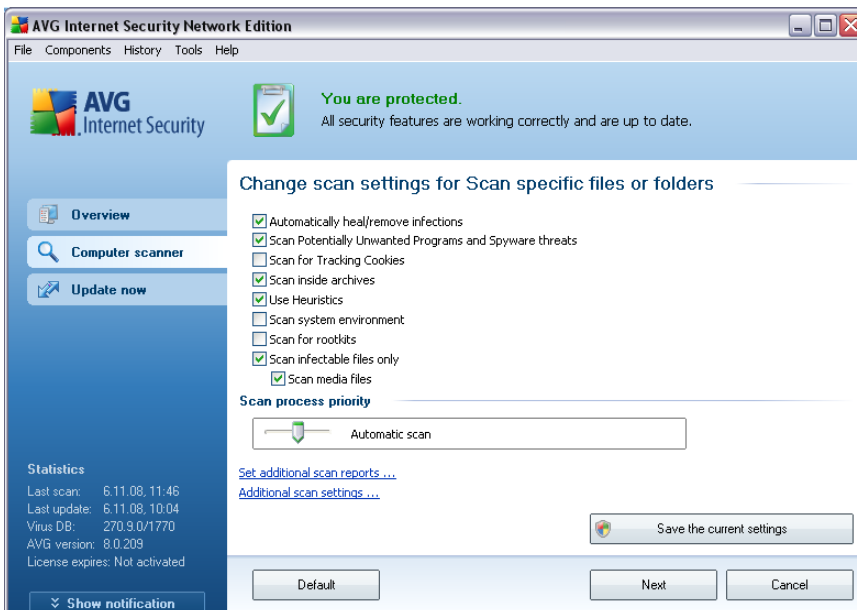 AVG Internet Security Network Edition
File Components History Tools Help
AVG
Internet Security
You are protected.
All security features are working correctly and are up to date.
Overview
Computer scanner
Update now
Change scan settings for Scan specific files or folders
Automatically heal/remove infections
Scan Potentially Unwanted Programs and Spyware threats
Scan for Tracking Cookies
Scan inside archives
Use Heuristics
Scan system environment
Scan for rootkits
Scan infectable files only
Scan media files
Scan process priority
Automatic scan
Set additional scan reports ...
Additional scan settings ...
Save the current settings
Statistics
Last scan: 6.11.08, 11:46
Last update: 6.11.08, 10:04
Virus DB: 270.9.0/1770
AVG version: 8.0.209
License expires: Not activated
Show notification
Default
Next
Cancel